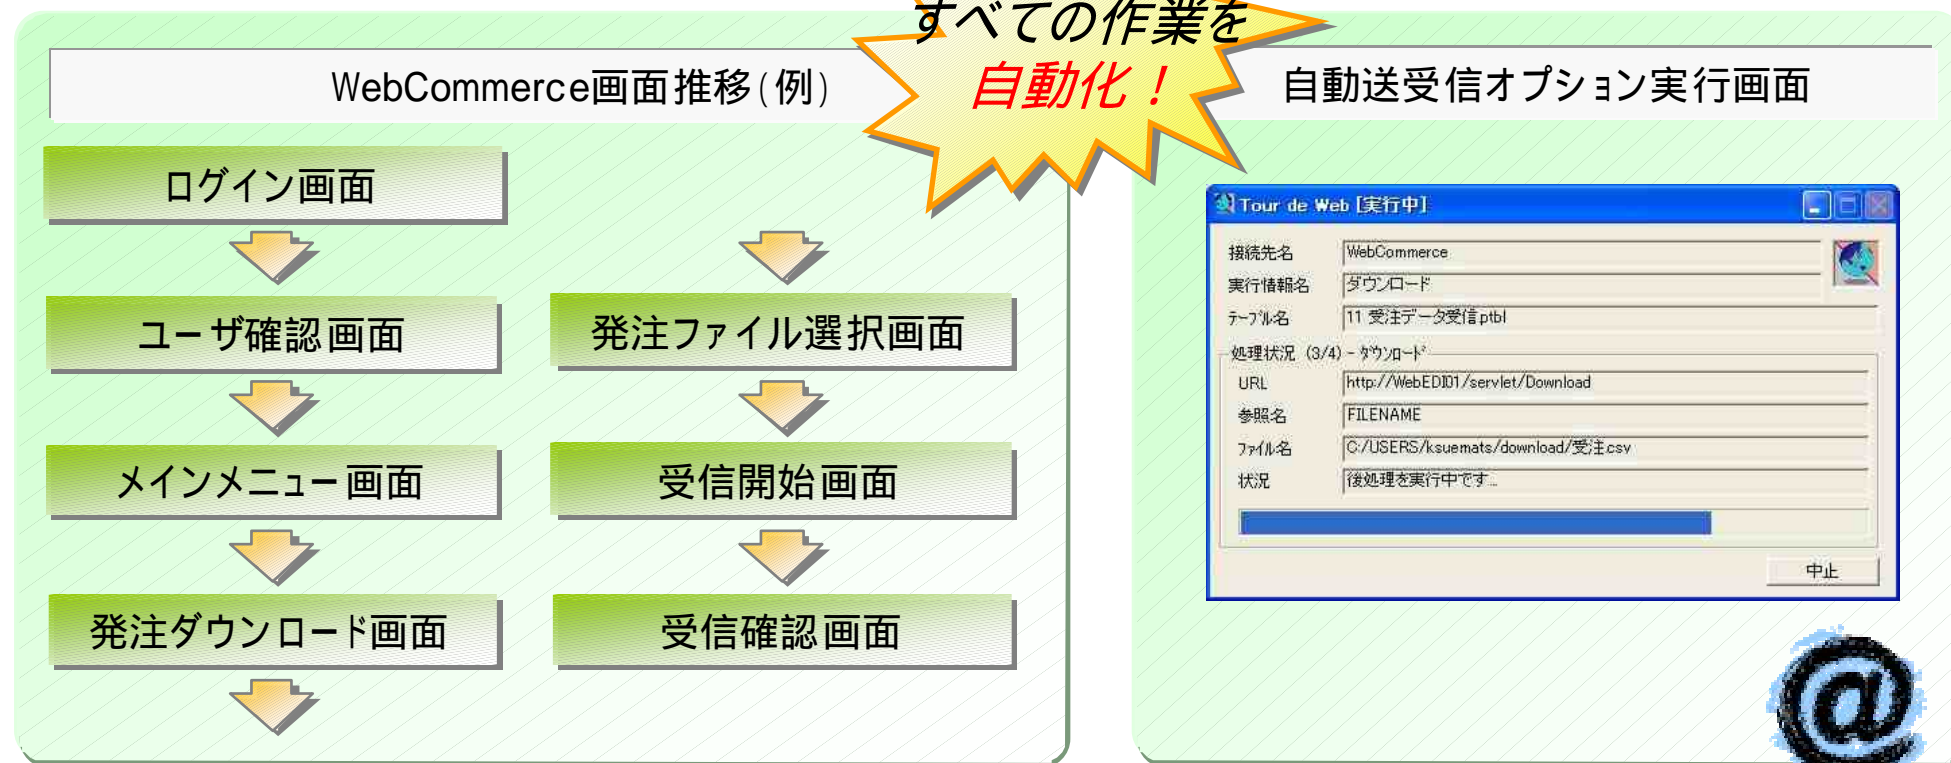 すべての作業を
自動化！
WebCommerce画面推移(例)
ログイン画面
ユーザ確認画面
メインメニュー画面
発注ダウンロード画面
発注ファイル選択画面
受信開始画面
受信確認画面
自動送受信オプション実行画面
Tour de Web [実行中]
接続先名 WebCommerce
実行情報名 ダウンロード
テーブル名 11 受注データ受信.ptbl
処理状況 (3/4) - ダウンロード
URL http://WebEDI01/servlet/Download
参照名 FILENAME
ファイル名 C:/USERS/ksuemats/download/受注.csv
状況 後処理を実行中です...
中止
@